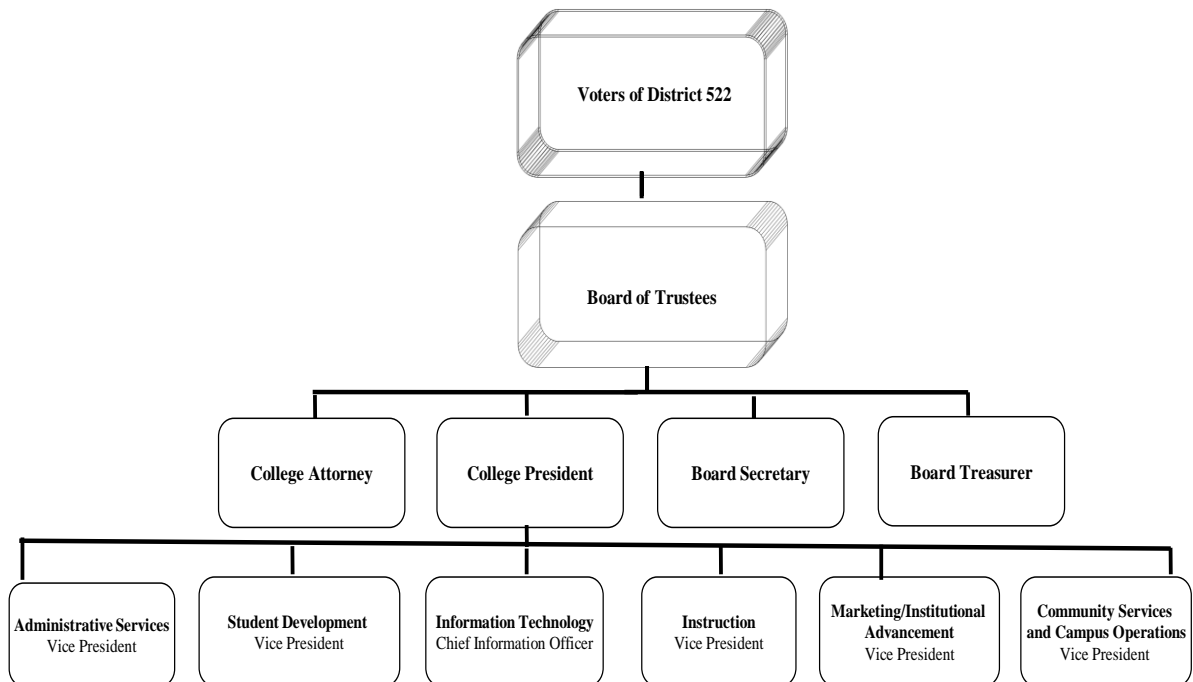 Voters of District 522
Board of Trustees
College Attorney
College President
Board Secretary
Board Treasurer
Administrative Services
Vice President
Student Development
Vice President
Information Technology
Chief Information Officer
Instruction
Vice President
Marketing/Institutional
Advancement
Vice President
Community Services
and Campus Operations
Vice President